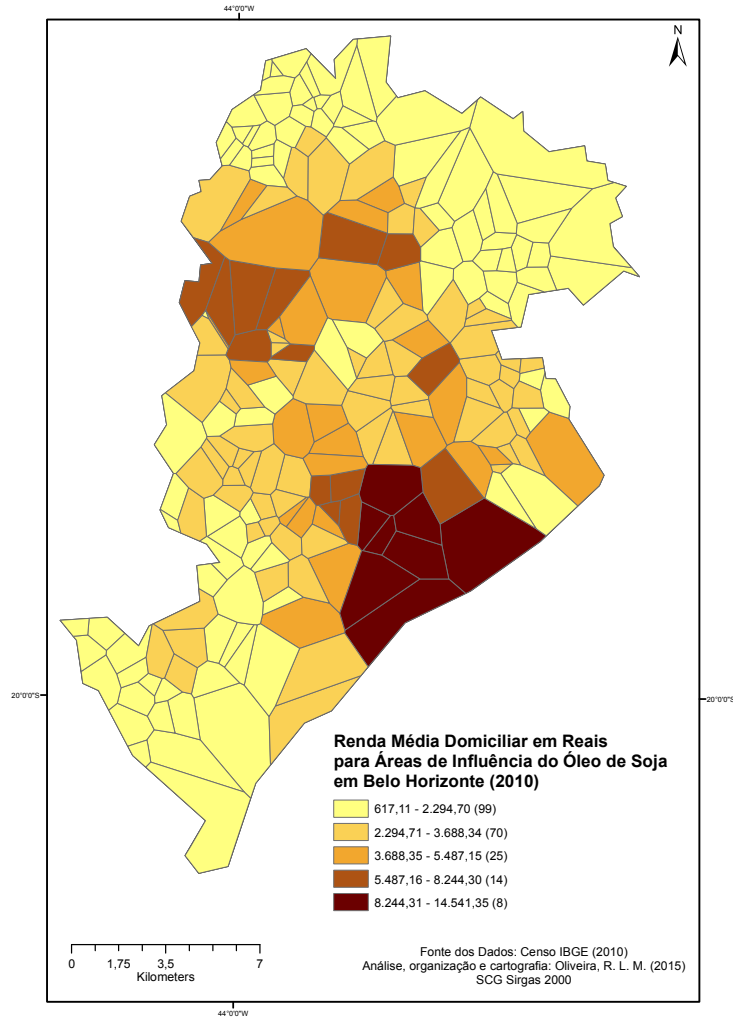 44°0'0"W
N
20°0'0"S
20°0'0"S
Renda Média Domiciliar em Reais
para Áreas de Influência do Óleo de Soja
em Belo Horizonte (2010)
617,11 - 2.294,70 (99)
2.294,71 - 3.688,34 (70)
3.688,35 - 5.487,15 (25)
5.487,16 - 8.244,30 (14)
8.244,31 - 14.541,35 (8)
0 1,75 3,5 7
Kilometers
Fonte dos Dados: Censo IBGE (2010)
Análise, organização e cartografia: Oliveira, R. L. M. (2015)
SCG Sirgas 2000
44°0'0"W